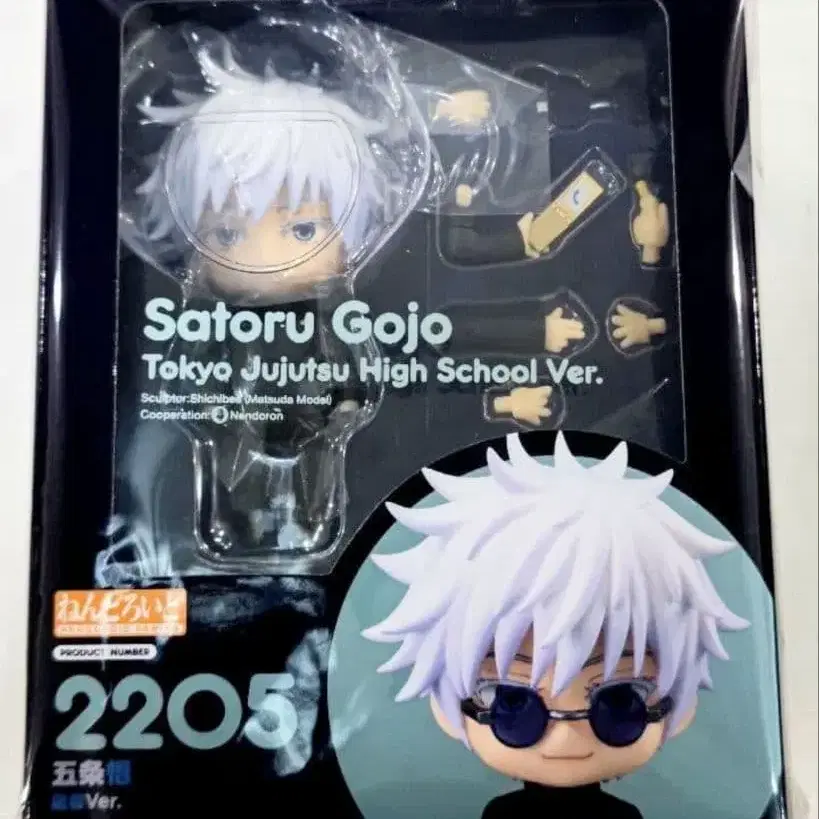 Satoru Gojo
Tokyo Jujutsu High School Ver.
Sculptor:Shichibee (Matsuda Model)
Cooperation: Nendoron
ねんどろいど
PRODUCT NUMBER
2205
五条悟
Ver.